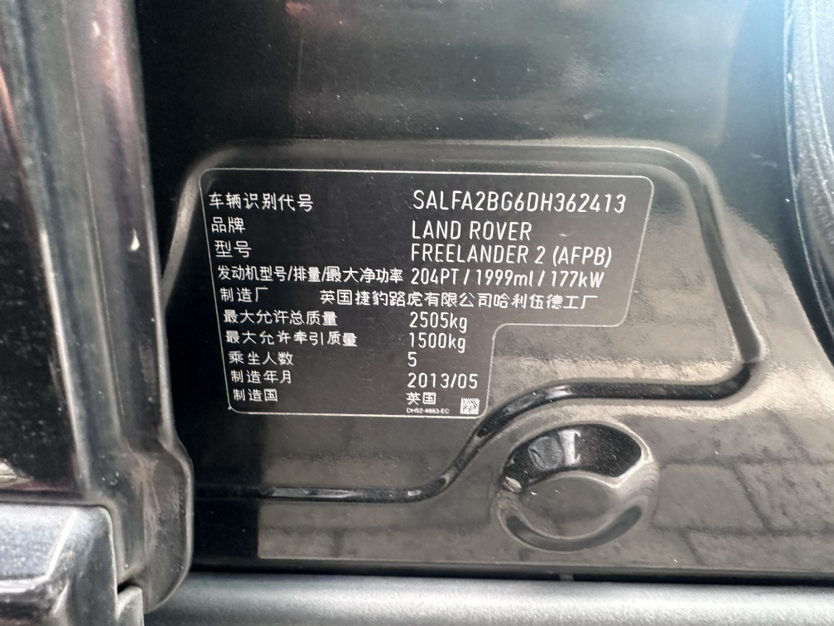 车辆识别代号 SALFA2BG6DH362413
品牌 LAND ROVER
型号 FREELANDER 2 (AFPB)
发动机型号/排量/最大净功率 204PT / 1999ml / 177kW
制造厂 英国捷豹路虎有限公司哈利伍德工厂
最大允许总质量 2505kg
最大允许牵引质量 1500kg
乘坐人数 5
制造年月 2013/05
制造国 英国
DH52-4863-EC